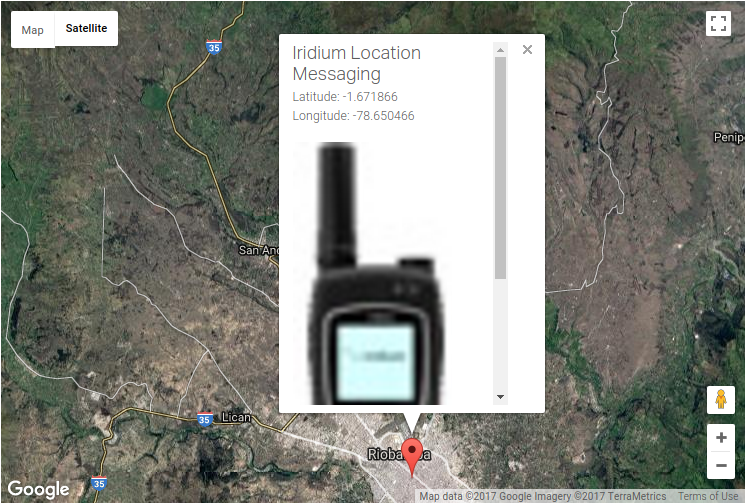 Map
Satellite
35
Iridium Location
Messaging
Latitude: -1.671866
Longitude: -78.650466
Penip
San And
35
Lican
Riobamba
35
Google
Map data ©2017 Google Imagery ©2017 TerraMetrics
Terms of Use